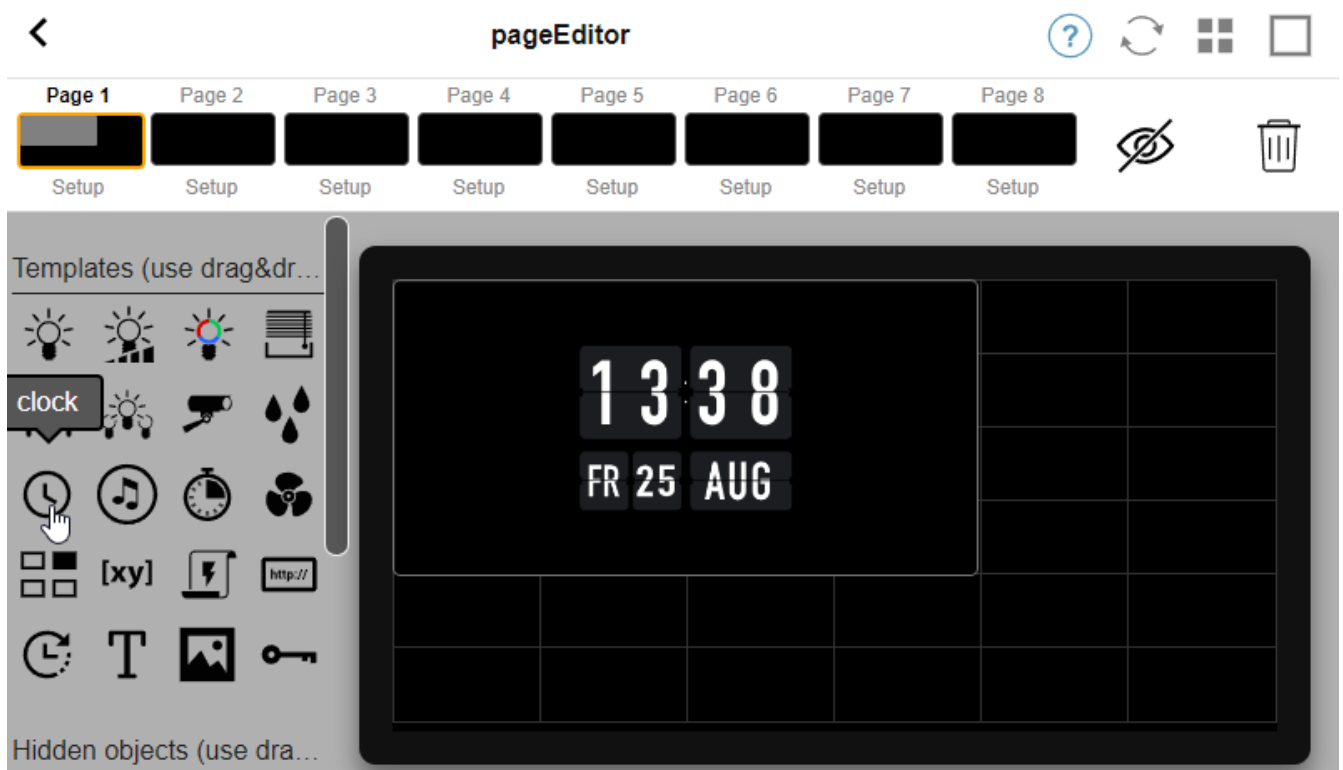 pageEditor
?
Page 1 Page 2 Page 3 Page 4 Page 5 Page 6 Page 7 Page 8
Setup Setup Setup Setup Setup Setup Setup Setup
Templates (use drag&dr...
clock
[xy]
http://
T
Hidden objects (use dra...
13:38
FR 25 AUG